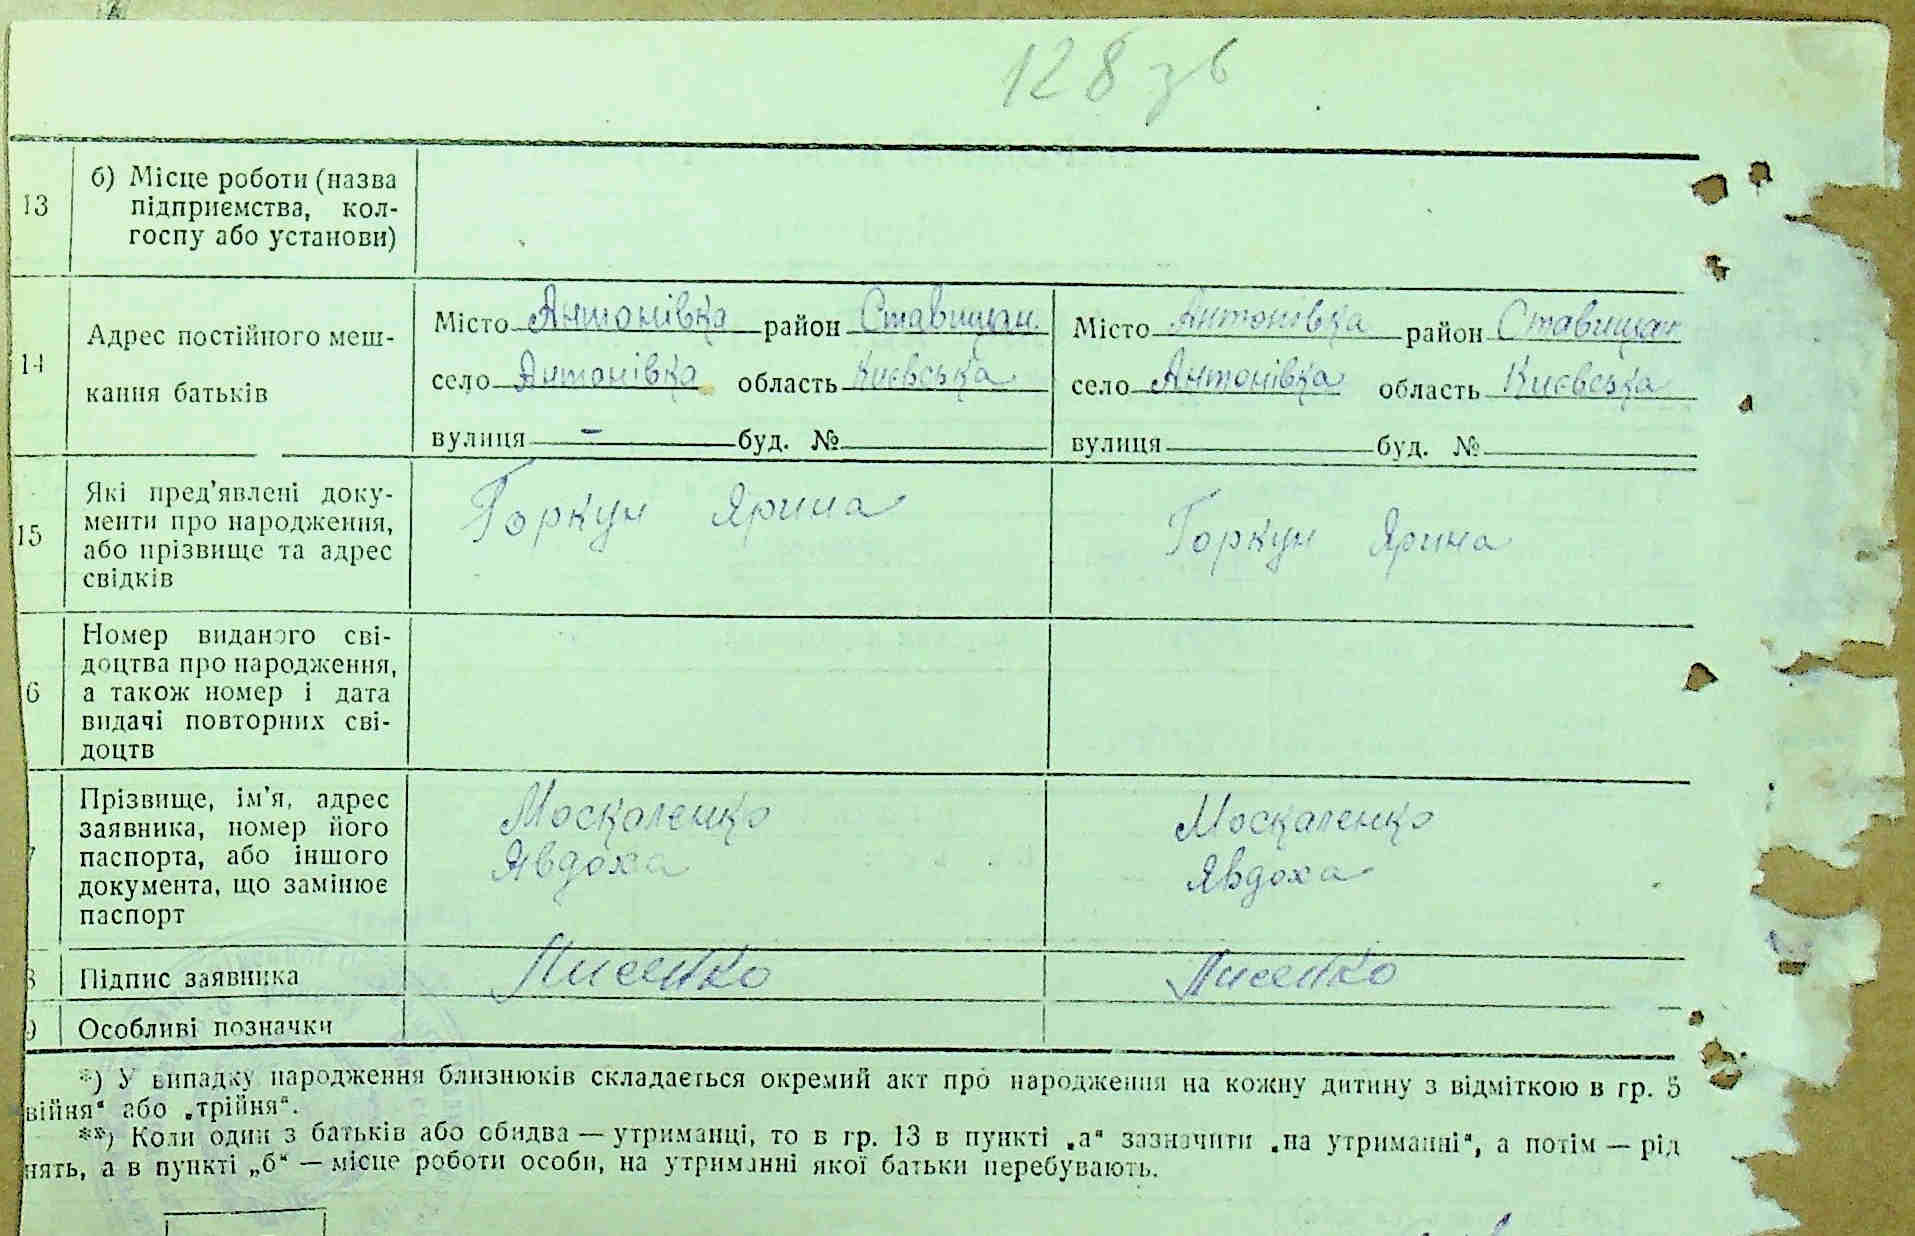 128 зв
13 б) Місце роботи (назва
підприємства, кол-
госпу або установи)
14 Адрес постійного меш-
кання батьків
Місто Антонівка район Ставищан
село Антонівка область Києвська
вулиця - буд. №
Місто Антонівка район Ставищан
село Антонівка область Києвська
вулиця буд. №
15 Які пред'явлені доку-
менти про народження,
або прізвище та адрес
свідків
Горкун Ярина
Горкун Ярина
6 Номер виданого сві-
доцтва про народження,
а також номер і дата
видачі повторних сві-
доцтв
7 Прізвище, ім'я, адрес
заявника, номер його
паспорта, або іншого
документа, що замінює
паспорт
Москаленко
Явдоха
Москаленко
Явдоха
8 Підпис заявника
Лисенко
Лисенко
9 Особливі позначки
*) У випадку народження близнюків складається окремий акт про народження на кожну дитину з відміткою в гр. 5
війня“ або „трійня“.
**) Коли один з батьків або обидва — утриманці, то в гр. 13 в пункті „а“ зазначити „на утриманні“, а потім — рід
нять, а в пункті „б“ — місце роботи особи, на утриманні якої батьки перебувають.